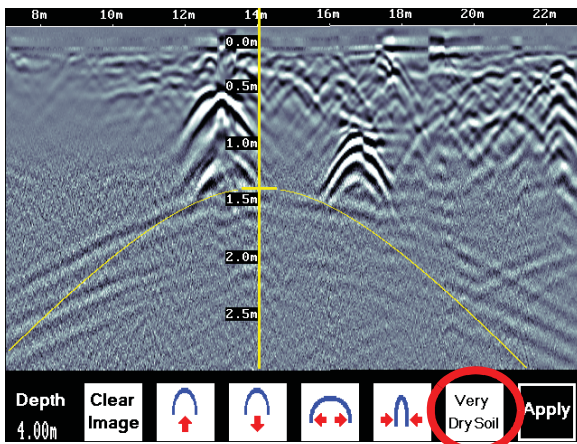 8m 10m 12m 14m 16m 18m 20m 22m
0.0m
0.5m
1.0m
1.5m
2.0m
2.5m
Depth
4.00m
Clear
Image
Very
Dry Soil
Apply